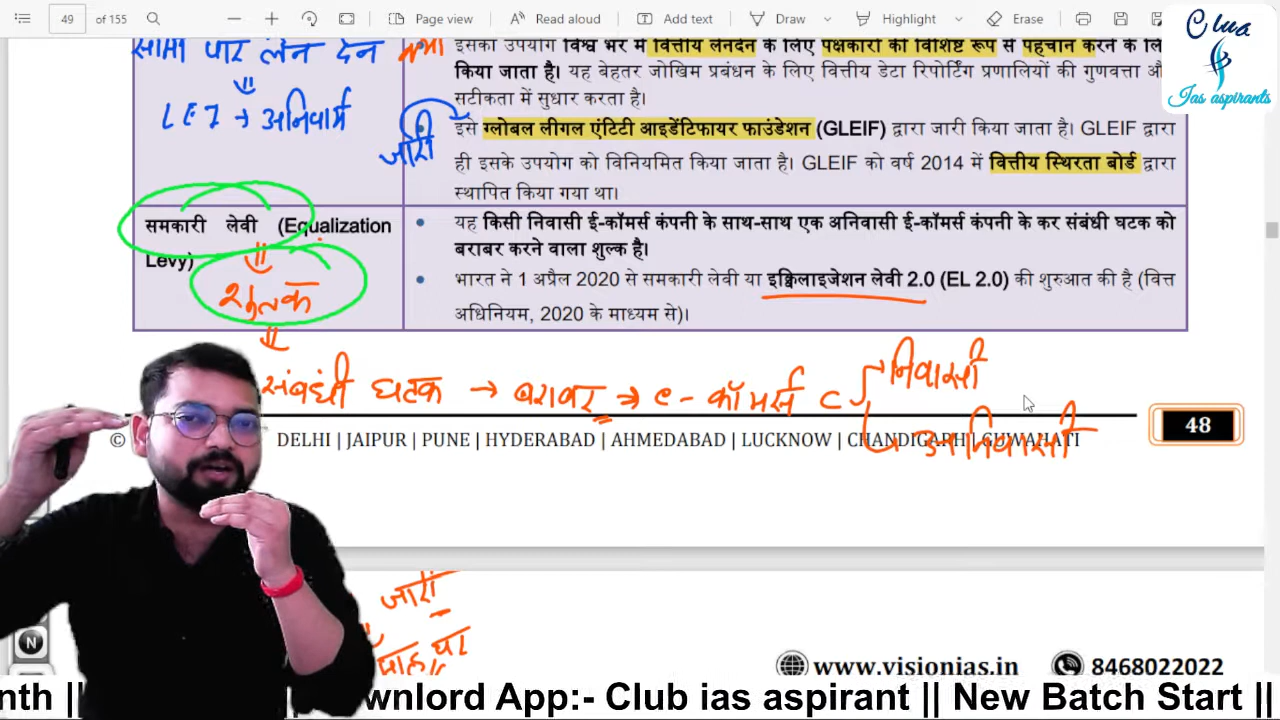 49 of 155
Page view
Read aloud
Add text
Draw
Highlight
Erase
Clua
Ias aspirants
पार लेन देन
LEI → अनिवार्य
जारी
इसका उपयोग विश्व भर में वित्तीय लेनदेन के लिए पक्षकारों की विशिष्ट रूप से पहचान करने के लि
किया जाता है। यह बेहतर जोखिम प्रबंधन के लिए वित्तीय डेटा रिपोर्टिंग प्रणालियों की गुणवत्ता औ
सटीकता में सुधार करता है।
इसे ग्लोबल लीगल एंटिटी आइडेंटिफायर फाउंडेशन (GLEIF) द्वारा जारी किया जाता है। GLEIF द्वारा
ही इसके उपयोग को विनियमित किया जाता है। GLEIF को वर्ष 2014 में वित्तीय स्थिरता बोर्ड द्वारा
स्थापित किया गया था।
समकारी लेवी (Equalization
Levy)
शुल्क
• यह किसी निवासी ई-कॉमर्स कंपनी के साथ-साथ एक अनिवासी ई-कॉमर्स कंपनी के कर संबंधी घटक को
बराबर करने वाला शुल्क है।
• भारत ने 1 अप्रैल 2020 से समकारी लेवी या इक्विलाइजेशन लेवी 2.0 (EL 2.0) की शुरुआत की है (वित्त
अधिनियम, 2020 के माध्यम से)।
संबंधी घटक → बराबर → e-कॉमर्स C
निवासी
अनिवासी
48
©
DELHI | JAIPUR | PUNE | HYDERABAD | AHMEDABAD | LUCKNOW | CHANDIGARH | GUWAHATI
जारी
N
www.visionias.in
8468022022
nth ||
wnlord App:- Club ias aspirant || New Batch Start ||